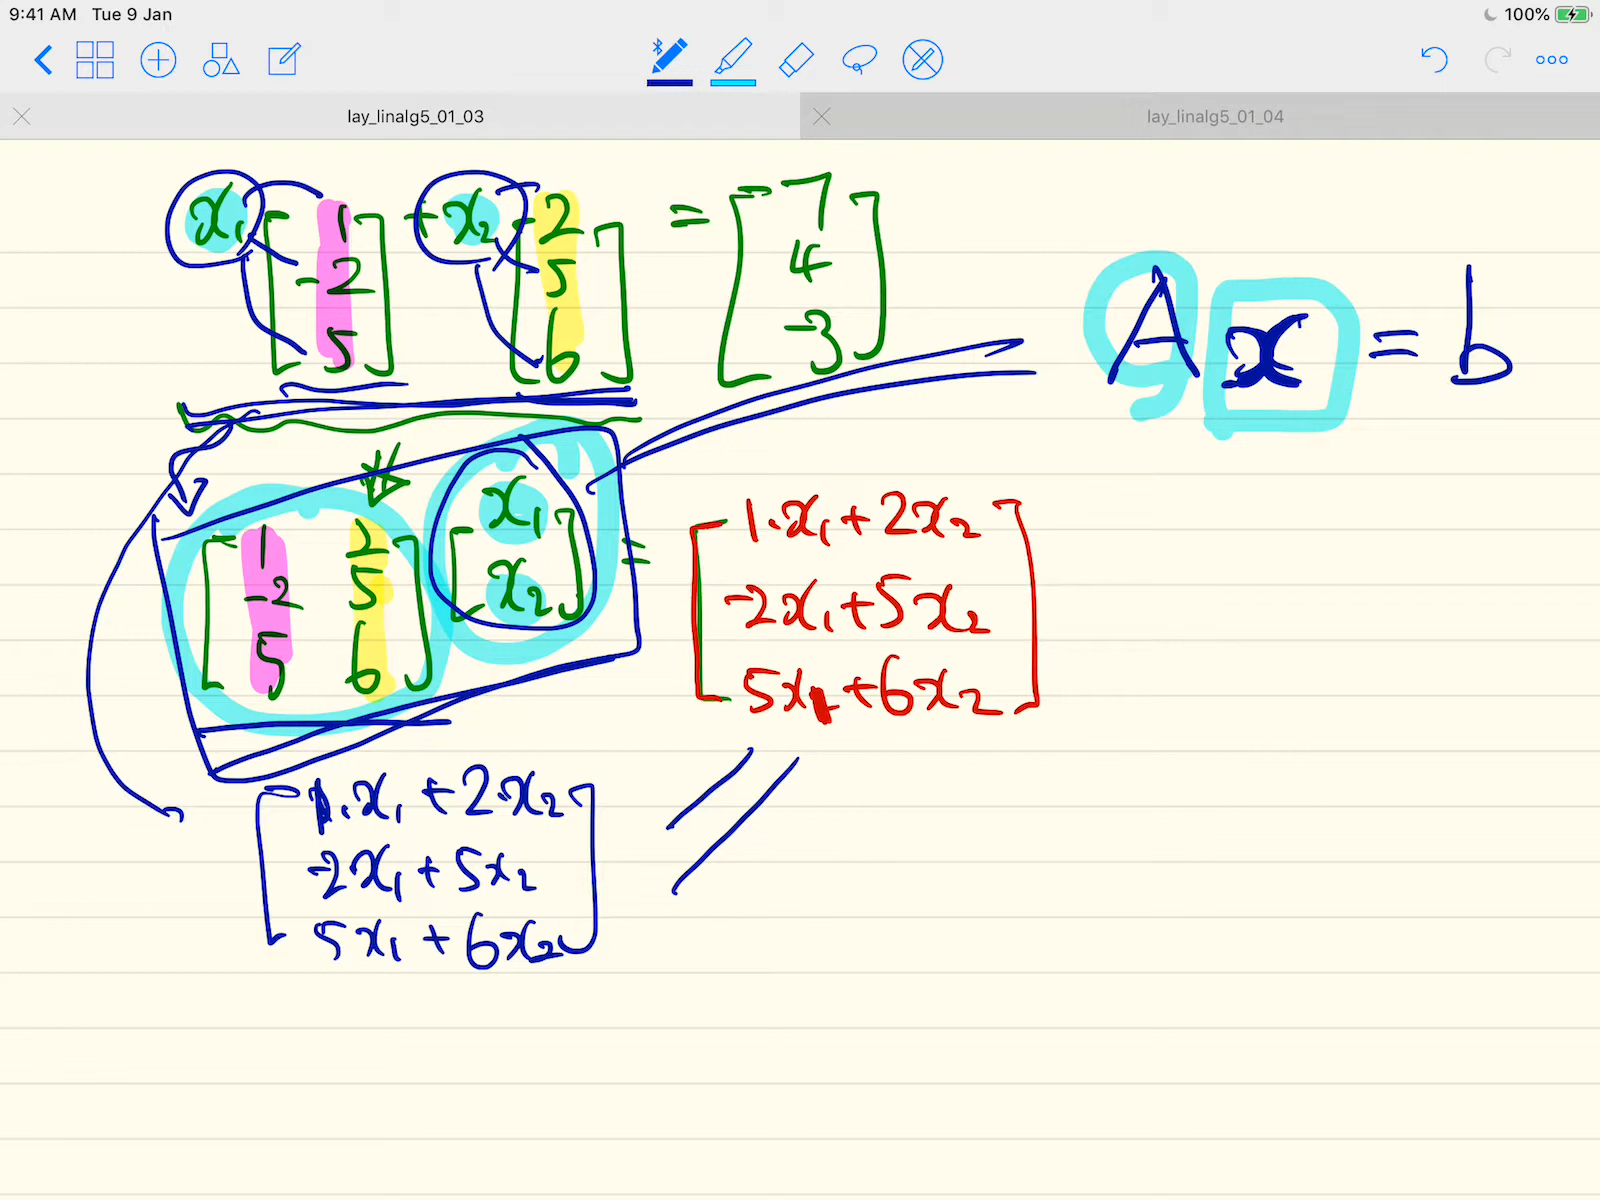 9:41 AM Tue 9 Jan 100%
lay_linalg5_01_03 lay_linalg5_01_04
x₁ [1 -2 5] + x₂ [2 5 6] = [7 4 -3]
A x = b
[1 2
-2 5
5 6] [x₁
x₂] =
[1·x₁ + 2x₂
-2x₁ + 5x₂
5x₁ + 6x₂]
[1·x₁ + 2·x₂
-2x₁ + 5x₂
5x₁ + 6x₂]